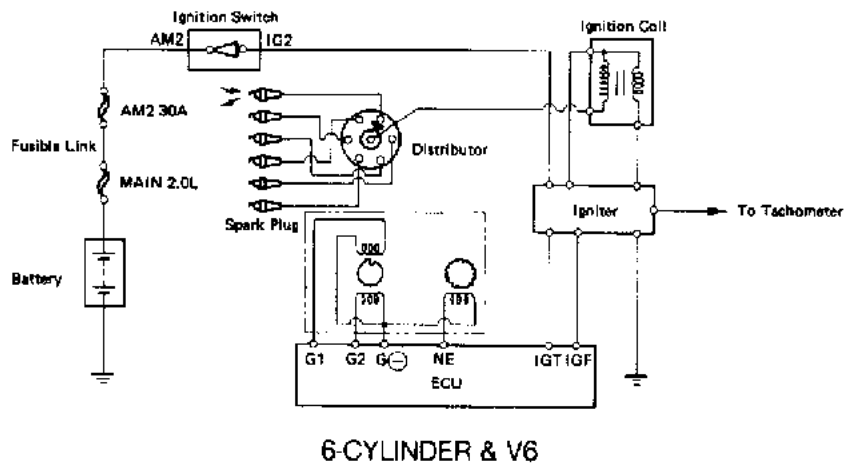 Ignition Switch
AM2
IG2
Ignition Coil
AM2 30A
Fusible Link
MAIN 2.0L
Distributor
Spark Plug
Igniter
To Tachometer
Battery
G1
G2
G⊖
NE
IGT
IGF
ECU
6-CYLINDER & V6